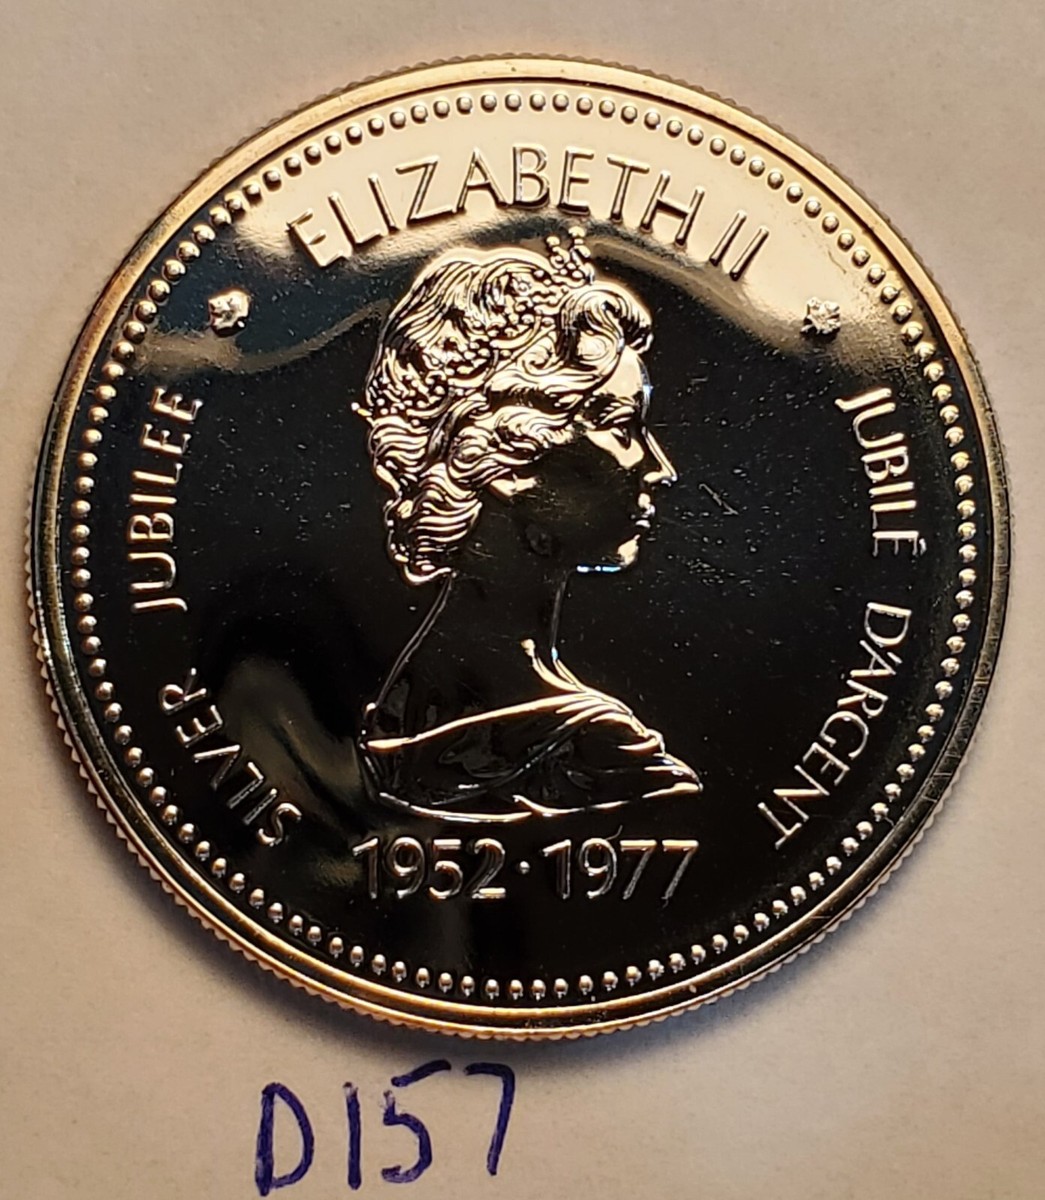 ELIZABETH II
SILVER JUBILEE
JUBILÉ D'ARGENT
1952 · 1977
D157